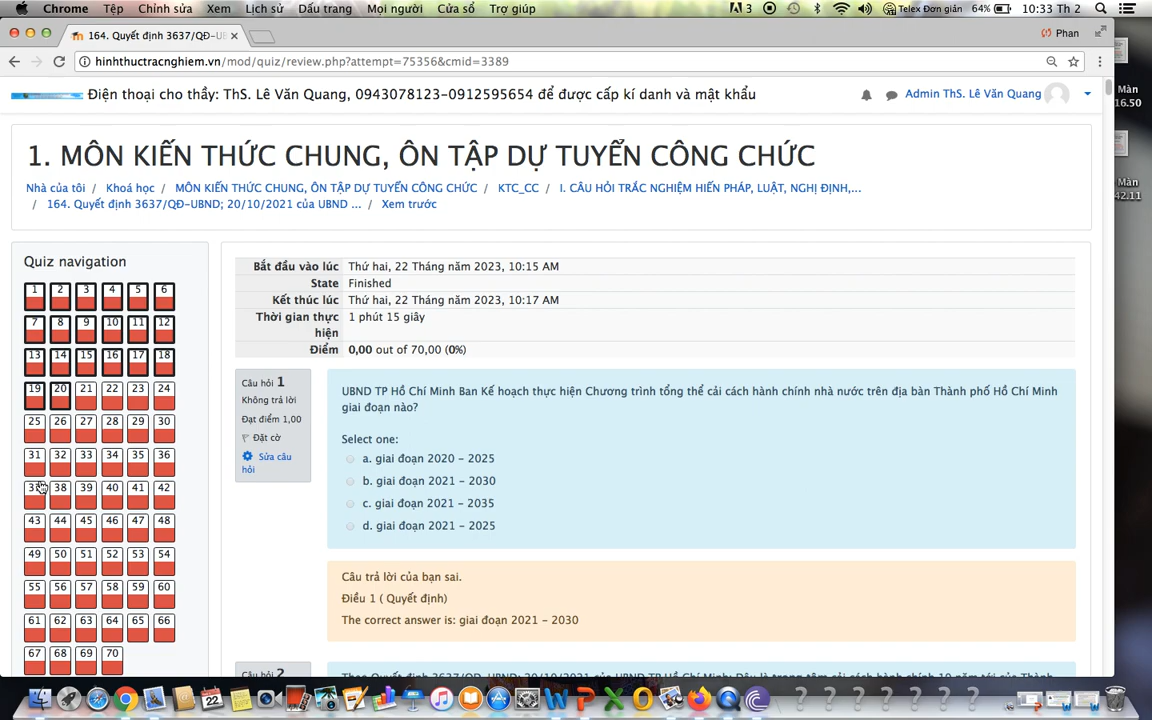 Chrome Tệp Chỉnh sửa Xem Lịch sử Dấu trang Mọi người Cửa sổ Trợ giúp 3 Telex Đơn giản 64% 10:33 Th 2
164. Quyết định 3637/QĐ-UB Phan
hinhthuctracnghiem.vn/mod/quiz/review.php?attempt=75356&cmid=3389
Điện thoại cho thầy: ThS. Lê Văn Quang, 0943078123-0912595654 để được cấp kí danh và mật khẩu Admin ThS. Lê Văn Quang
Màn
16.50
Màn
42.11
1. MÔN KIẾN THỨC CHUNG, ÔN TẬP DỰ TUYỂN CÔNG CHỨC
Nhà của tôi / Khoá học / MÔN KIẾN THỨC CHUNG, ÔN TẬP DỰ TUYỂN CÔNG CHỨC / KTC_CC / I. CÂU HỎI TRẮC NGHIỆM HIẾN PHÁP, LUẬT, NGHỊ ĐỊNH,...
/ 164. Quyết định 3637/QĐ-UBND; 20/10/2021 của UBND ... / Xem trước
Quiz navigation
1 2 3 4 5 6
7 8 9 10 11 12
13 14 15 16 17 18
19 20 21 22 23 24
25 26 27 28 29 30
31 32 33 34 35 36
37 38 39 40 41 42
43 44 45 46 47 48
49 50 51 52 53 54
55 56 57 58 59 60
61 62 63 64 65 66
67 68 69 70
Bắt đầu vào lúc Thứ hai, 22 Tháng năm 2023, 10:15 AM
State Finished
Kết thúc lúc Thứ hai, 22 Tháng năm 2023, 10:17 AM
Thời gian thực hiện 1 phút 15 giây
Điểm 0,00 out of 70,00 (0%)
Câu hỏi 1
Không trả lời
Đạt điểm 1,00
Đặt cờ
Sửa câu
hỏi
UBND TP Hồ Chí Minh Ban Kế hoạch thực hiện Chương trình tổng thể cải cách hành chính nhà nước trên địa bàn Thành phố Hồ Chí Minh
giai đoạn nào?
Select one:
a. giai đoạn 2020 – 2025
b. giai đoạn 2021 – 2030
c. giai đoạn 2021 – 2035
d. giai đoạn 2021 – 2025
Câu trả lời của bạn sai.
Điều 1 ( Quyết định)
The correct answer is: giai đoạn 2021 – 2030
Câu hỏi 2
22